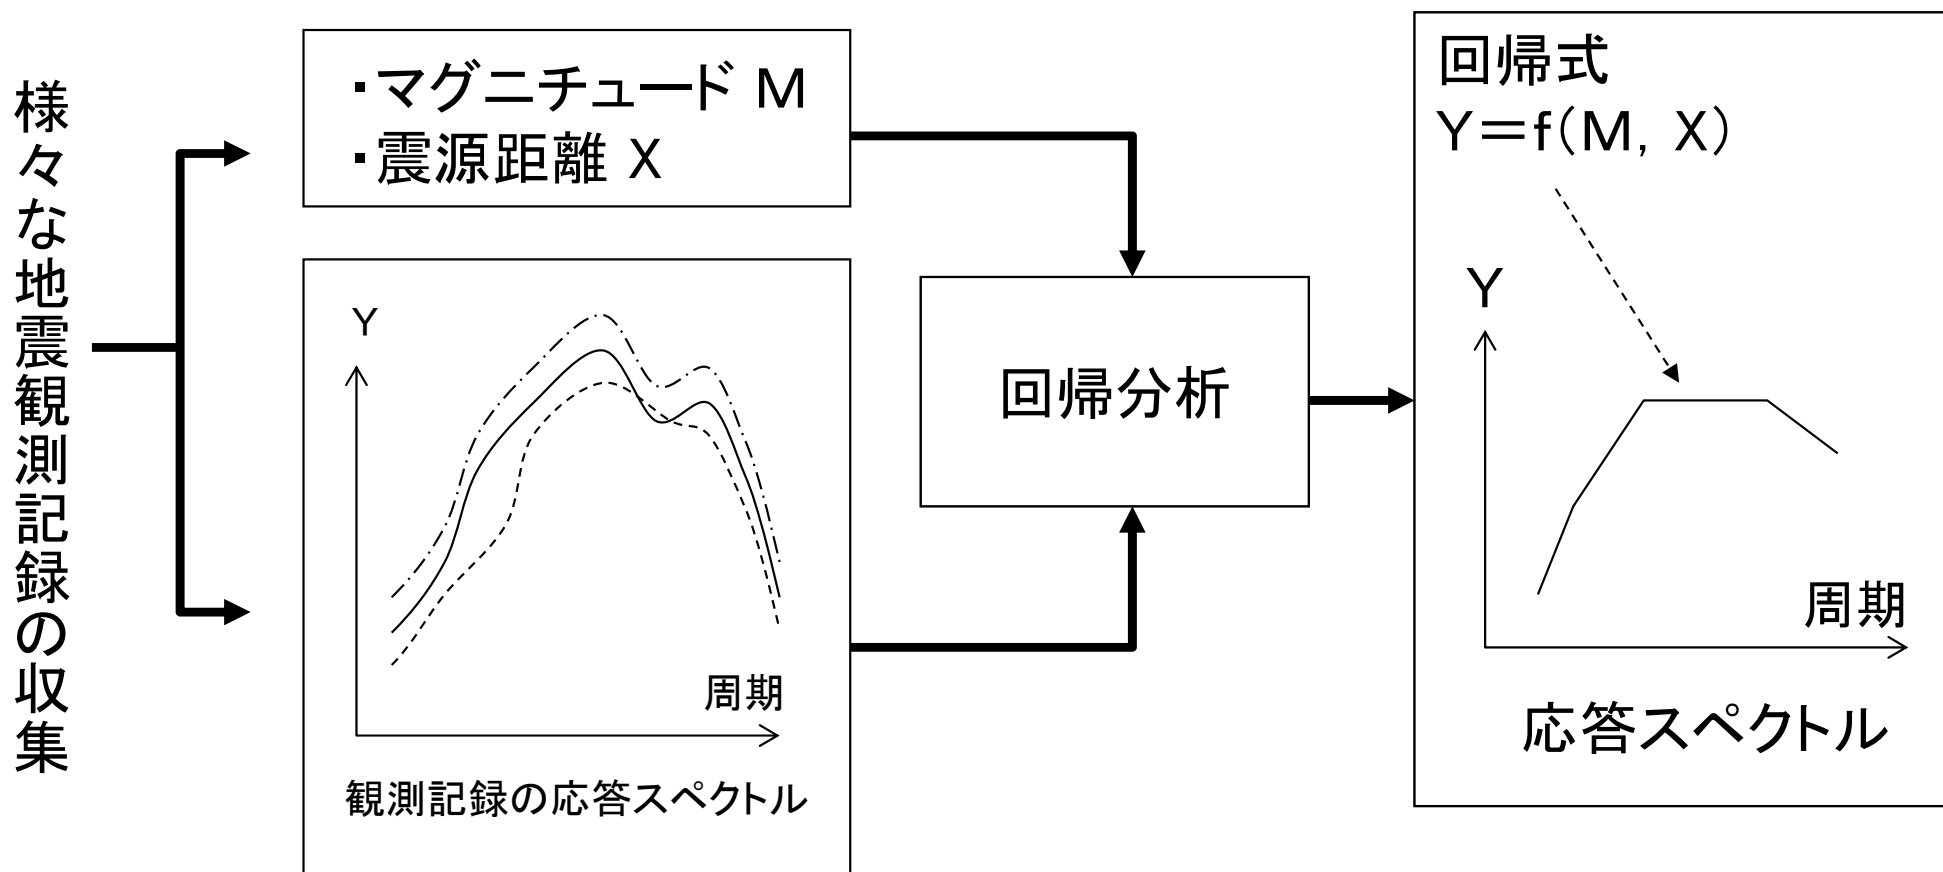 様々な地震観測記録の収集
・マグニチュード M
・震源距離 X
Y
周期
観測記録の応答スペクトル
回帰分析
回帰式
Y＝f（M, X）
Y
周期
応答スペクトル